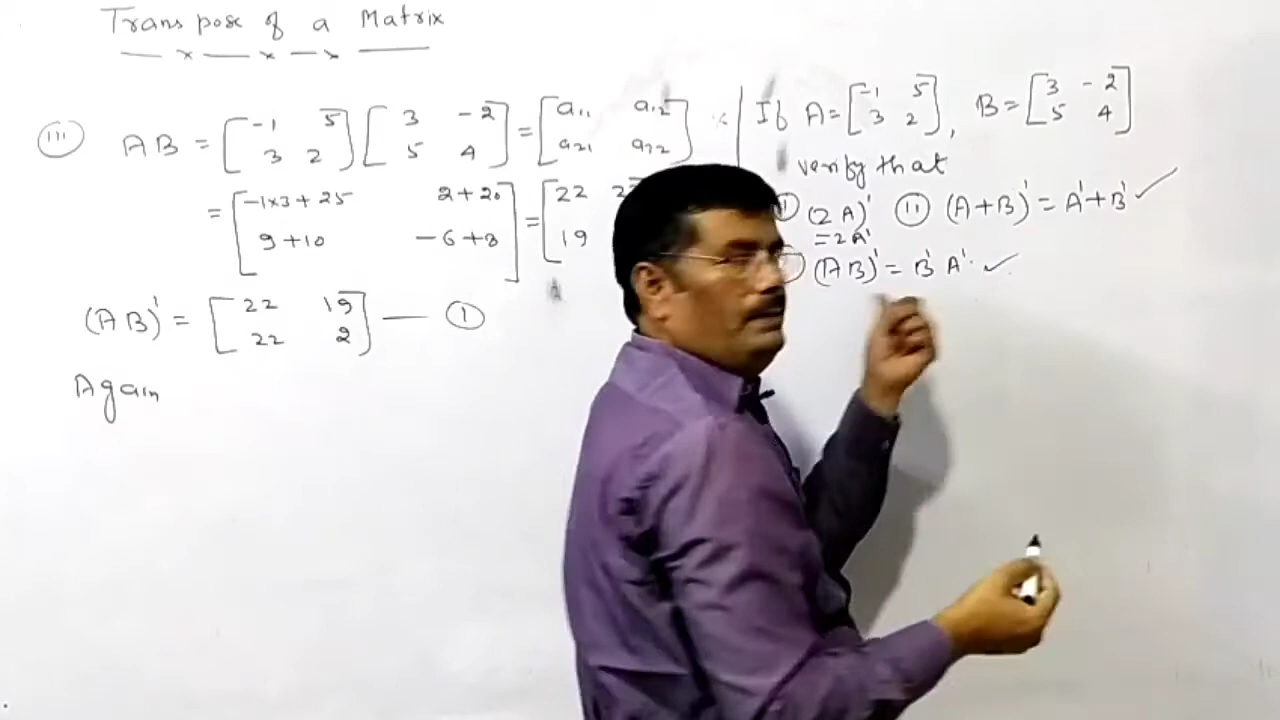 Transpose of a Matrix
(III) AB = [-1 5 3 2] [3 -2 5 4] = [a11 a12 a21 a22]
= [-1x3+25 2+20 9+10 -6+8] = [22 19
(AB)' = [22 19 22 2] — (1)
Again
If A = [-1 5 3 2], B = [3 -2 5 4]
verify that
(I) (2A)' (II) (A+B)' = A'+B' ✓
= 2A'
(AB)' = B' A'. ✓